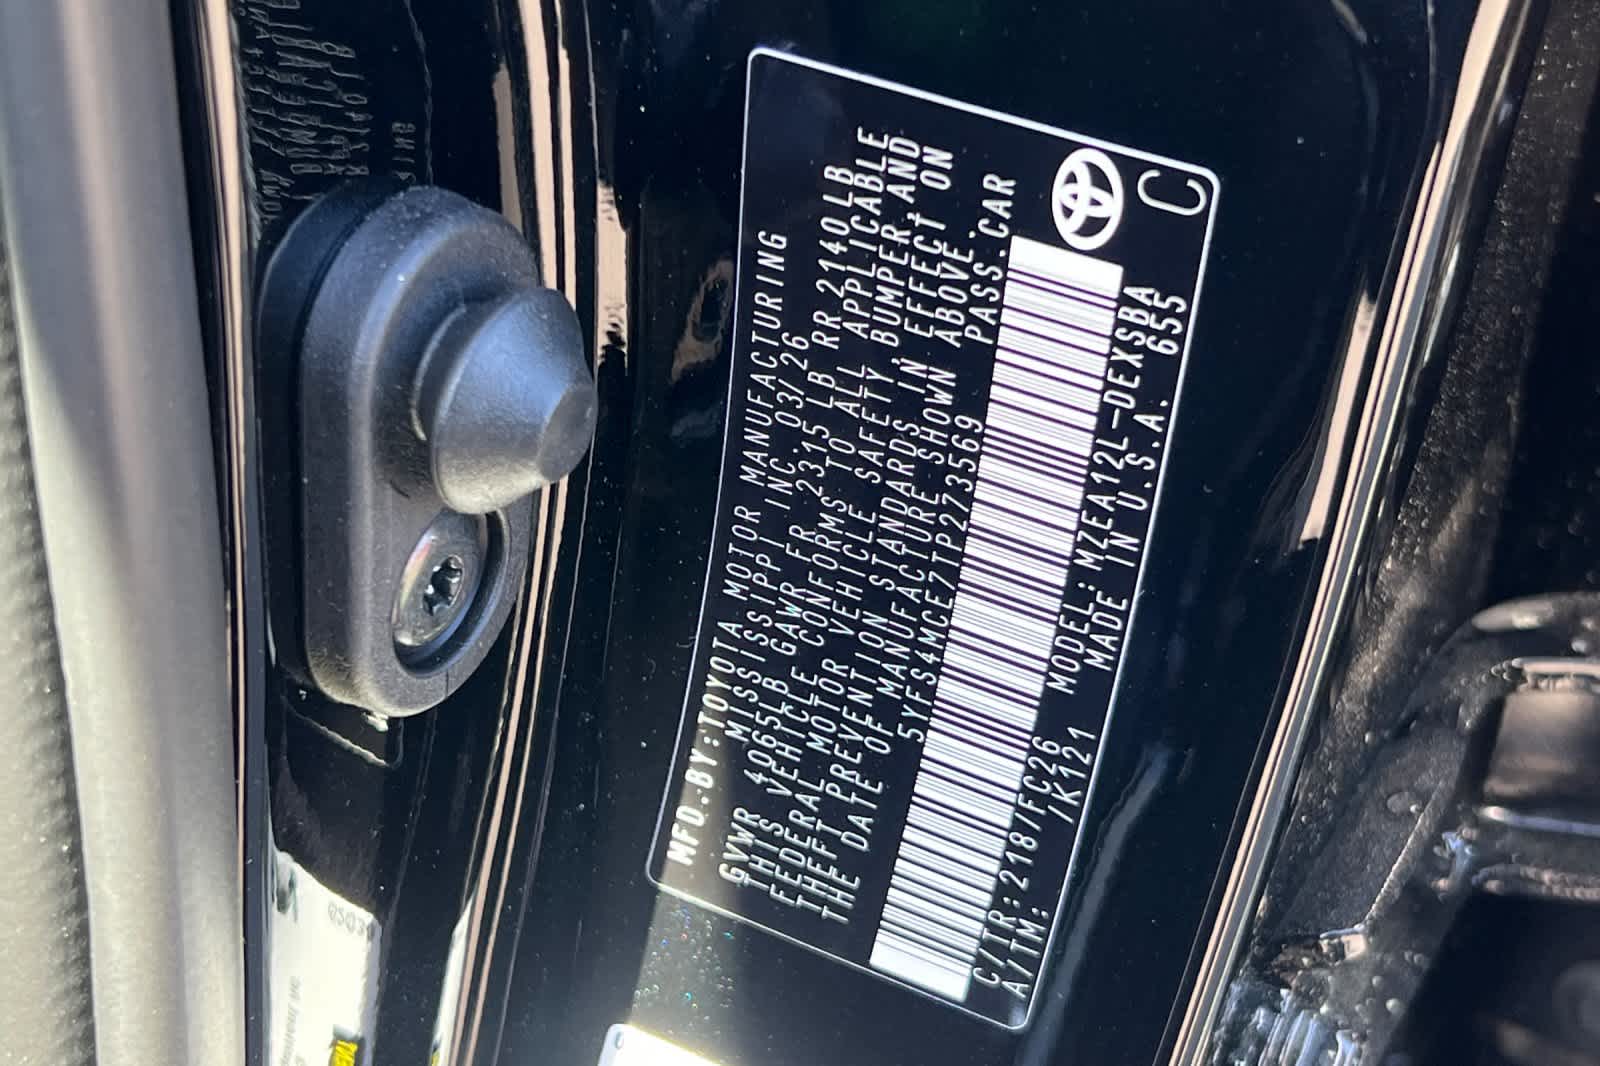 MFD. BY: TOYOTA MOTOR MANUFACTURING
MISSISSIPPI INC. 03/26
GVWR 4065LB GAWR FR 2315 LB RR 2140 LB
THIS VEHICLE CONFORMS TO ALL APPLICABLE
FEDERAL MOTOR VEHICLE SAFETY, BUMPER, AND
THEFT PREVENTION STANDARDS IN EFFECT ON
THE DATE OF MANUFACTURE SHOWN ABOVE.
5YFS4MCE7TP273569 PASS. CAR
C/TR: 218/FC26 MODEL: MZEA12L-DEXSBA
A/TM: /K121 MADE IN U.S.A. 655
C